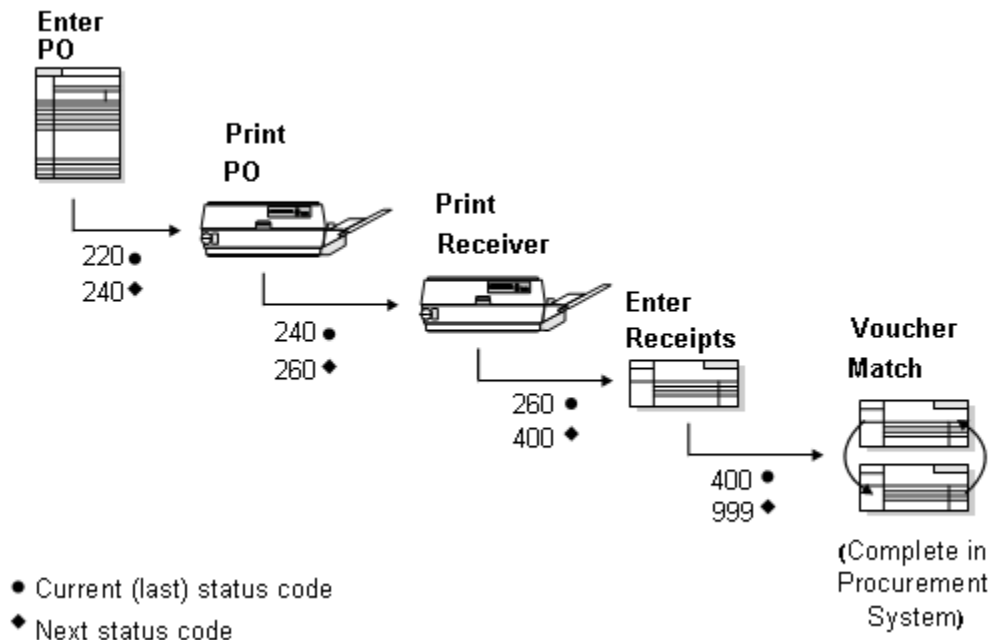 Enter
PO
Print
PO
220 ●
240 ◆
Print
Receiver
240 ●
260 ◆
Enter
Receipts
260 ●
400 ◆
Voucher
Match
400 ●
999 ◆
(Complete in
Procurement
System)
● Current (last) status code
◆ Next status code